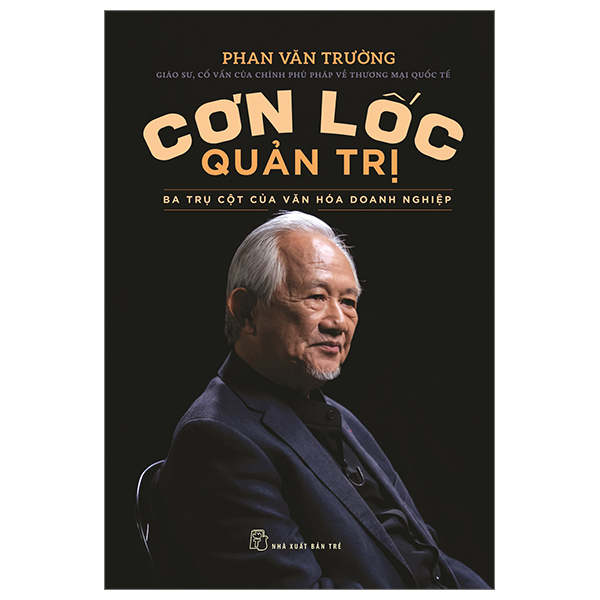 PHAN VĂN TRƯỜNG
GIÁO SƯ, CỐ VẤN CỦA CHÍNH PHỦ PHÁP VỀ THƯƠNG MẠI QUỐC TẾ
CƠN LỐC
QUẢN TRỊ
BA TRỤ CỘT CỦA VĂN HÓA DOANH NGHIỆP
NHÀ XUẤT BẢN TRẺ